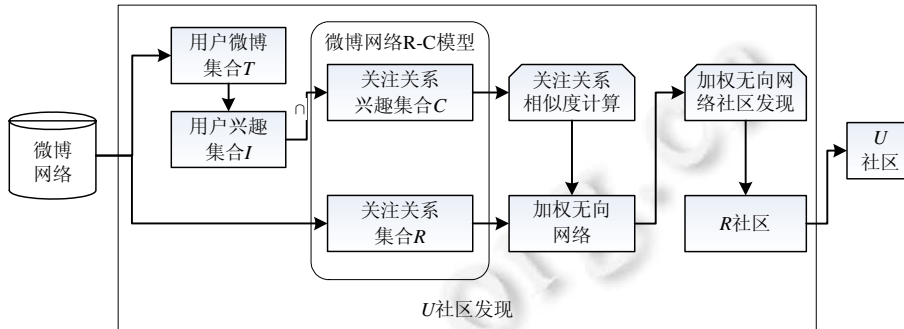 微博
网络
用户微博
集合T
用户兴趣
集合I
∩
微博网络R-C模型
关注关系
兴趣集合C
关注关系
集合R
关注关系
相似度计算
加权无向
网络
加权无向网
络社区发现
R社区
U
社区
U社区发现
org.cn